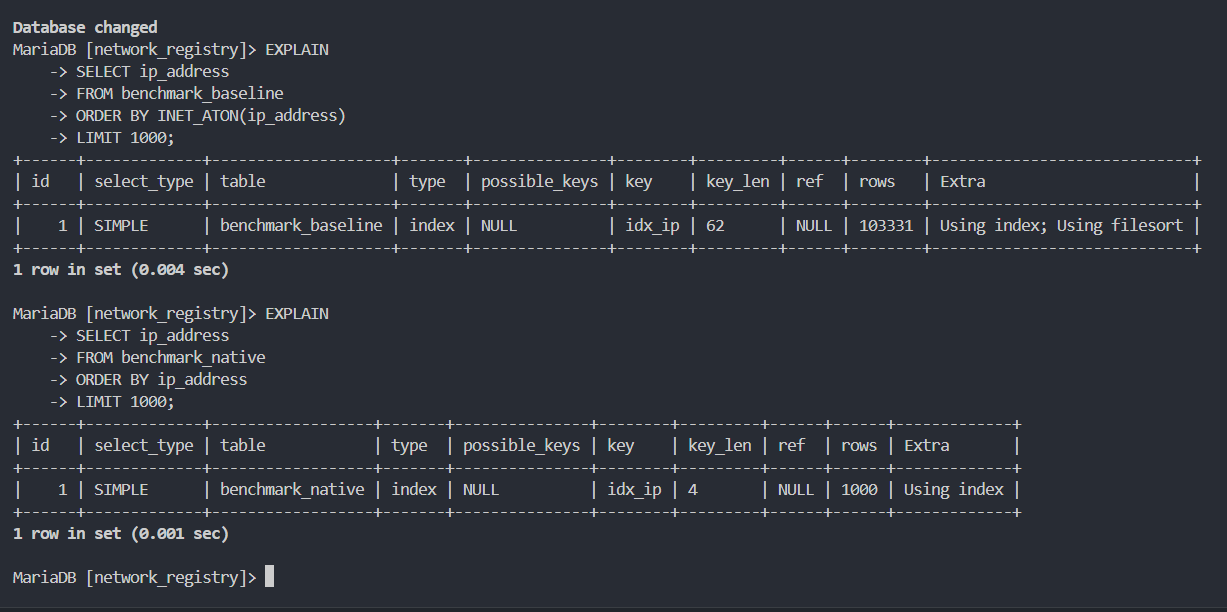 Database changed
MariaDB [network_registry]> EXPLAIN
    -> SELECT ip_address
    -> FROM benchmark_baseline
    -> ORDER BY INET_ATON(ip_address)
    -> LIMIT 1000;
+------+-------------+--------------------+-------+---------------+--------+---------+------+--------+-----------------------------+
| id   | select_type | table              | type  | possible_keys | key    | key_len | ref  | rows   | Extra                       |
+------+-------------+--------------------+-------+---------------+--------+---------+------+--------+-----------------------------+
|    1 | SIMPLE      | benchmark_baseline | index | NULL          | idx_ip | 62      | NULL | 103331 | Using index; Using filesort |
+------+-------------+--------------------+-------+---------------+--------+---------+------+--------+-----------------------------+
1 row in set (0.004 sec)

MariaDB [network_registry]> EXPLAIN
    -> SELECT ip_address
    -> FROM benchmark_native
    -> ORDER BY ip_address
    -> LIMIT 1000;
+------+-------------+------------------+-------+---------------+--------+---------+------+------+-------------+
| id   | select_type | table            | type  | possible_keys | key    | key_len | ref  | rows | Extra       |
+------+-------------+------------------+-------+---------------+--------+---------+------+------+-------------+
|    1 | SIMPLE      | benchmark_native | index | NULL          | idx_ip | 4       | NULL | 1000 | Using index |
+------+-------------+------------------+-------+---------------+--------+---------+------+------+-------------+
1 row in set (0.001 sec)

MariaDB [network_registry]>